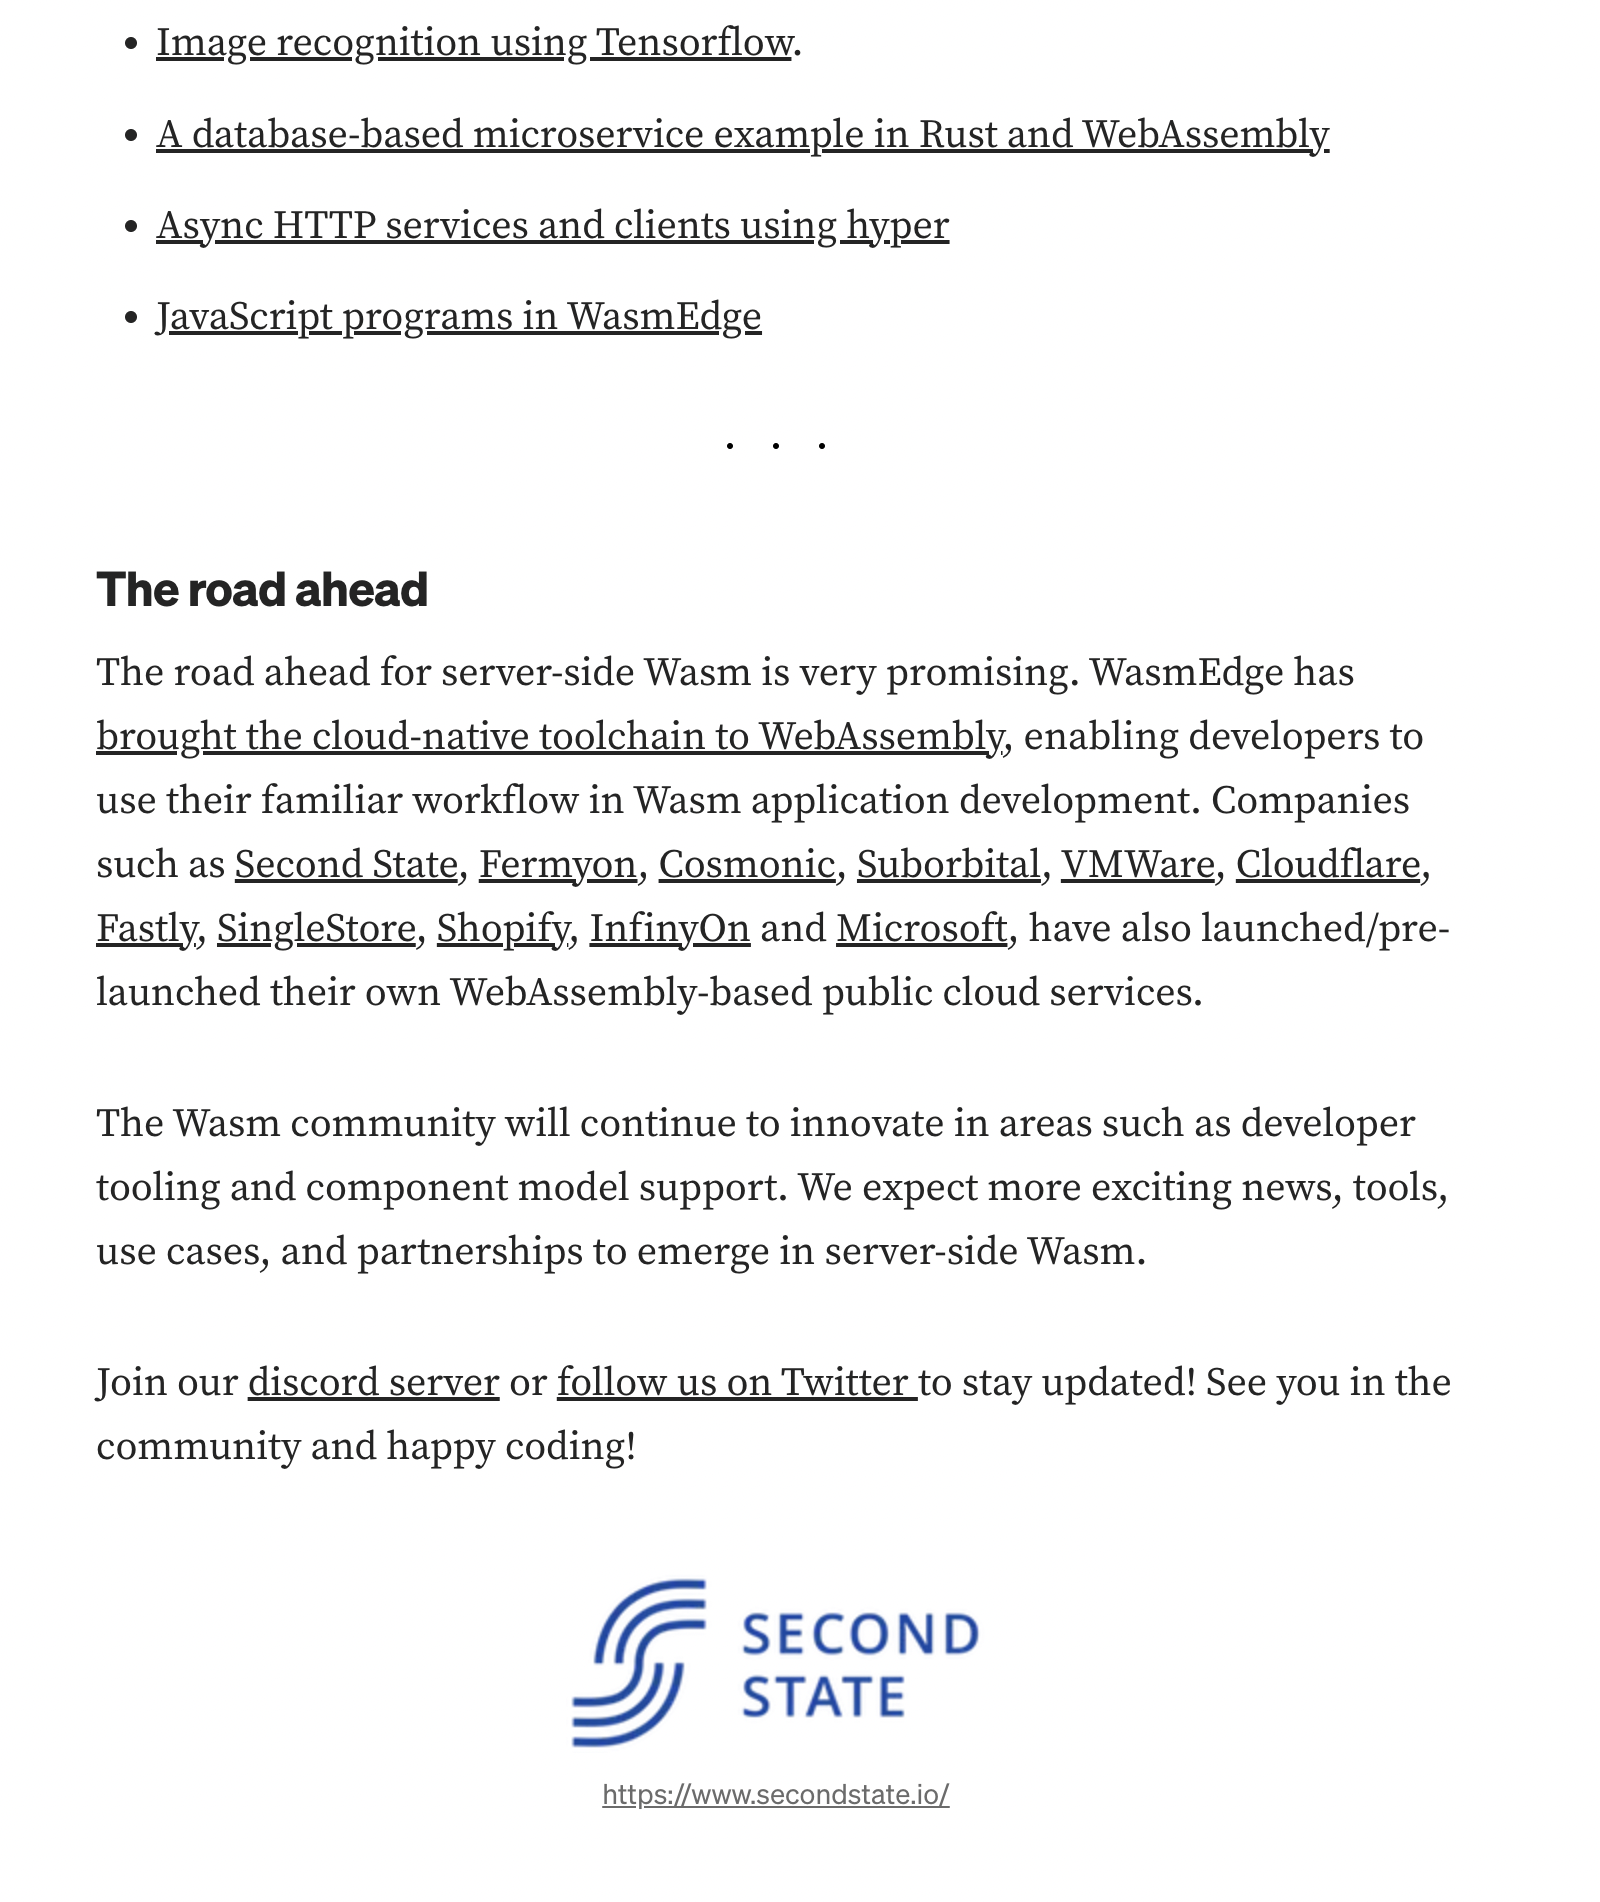 • Image recognition using Tensorflow.
• A database-based microservice example in Rust and WebAssembly
• Async HTTP services and clients using hyper
• JavaScript programs in WasmEdge
. . .
The road ahead
The road ahead for server-side Wasm is very promising. WasmEdge has
brought the cloud-native toolchain to WebAssembly, enabling developers to
use their familiar workflow in Wasm application development. Companies
such as Second State, Fermyon, Cosmonic, Suborbital, VMWare, Cloudflare,
Fastly, SingleStore, Shopify, InfinyOn and Microsoft, have also launched/pre-
launched their own WebAssembly-based public cloud services.
The Wasm community will continue to innovate in areas such as developer
tooling and component model support. We expect more exciting news, tools,
use cases, and partnerships to emerge in server-side Wasm.
Join our discord server or follow us on Twitter to stay updated! See you in the
community and happy coding!
SECOND
STATE
https://www.secondstate.io/